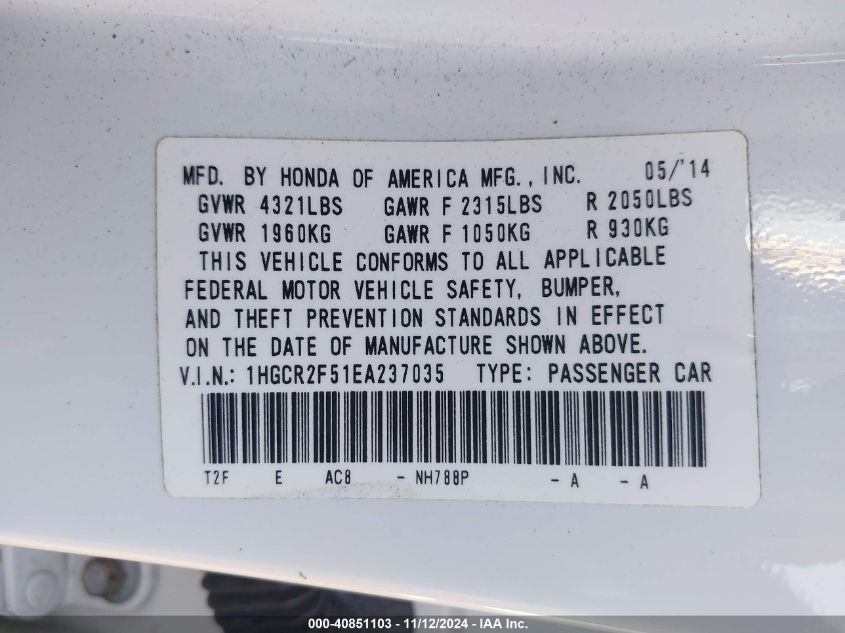 MFD. BY HONDA OF AMERICA MFG., INC. 05/'14
GVWR 4321LBS GAWR F 2315LBS R 2050LBS
GVWR 1960KG GAWR F 1050KG R 930KG
THIS VEHICLE CONFORMS TO ALL APPLICABLE
FEDERAL MOTOR VEHICLE SAFETY, BUMPER,
AND THEFT PREVENTION STANDARDS IN EFFECT
ON THE DATE OF MANUFACTURE SHOWN ABOVE.
V.I.N.: 1HGCR2F51EA237035 TYPE: PASSENGER CAR
T2F E AC8 - NH788P - A - A
000-40851103 - 11/12/2024 - IAA Inc.